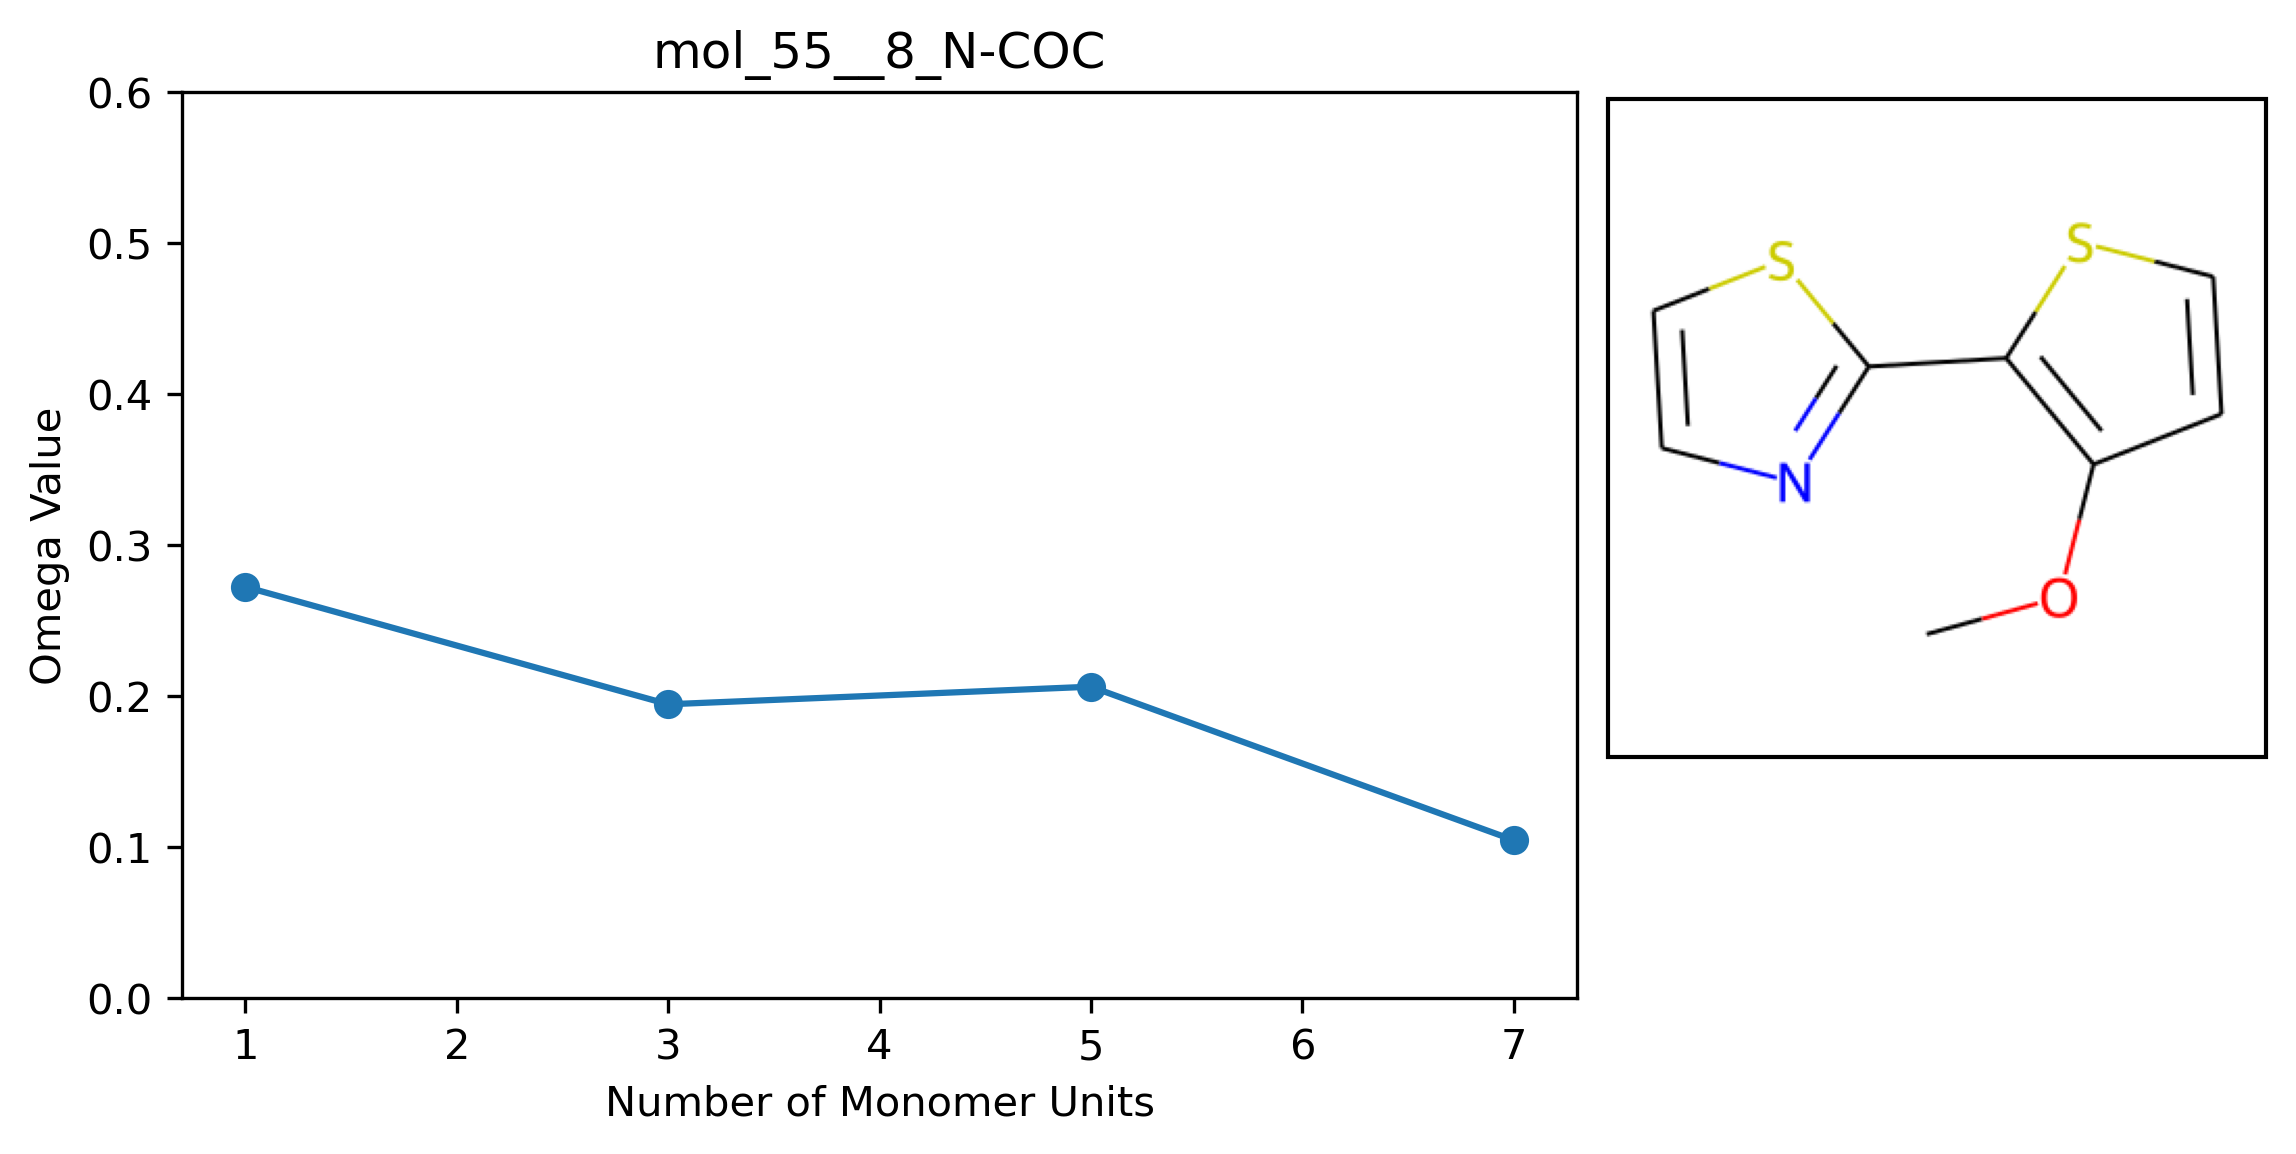 mol_55__8_N-COC
0.6
0.5
0.4
0.3
0.2
0.1
0.0
Omega Value
1 2 3 4 5 6 7
Number of Monomer Units
S
S
N
O